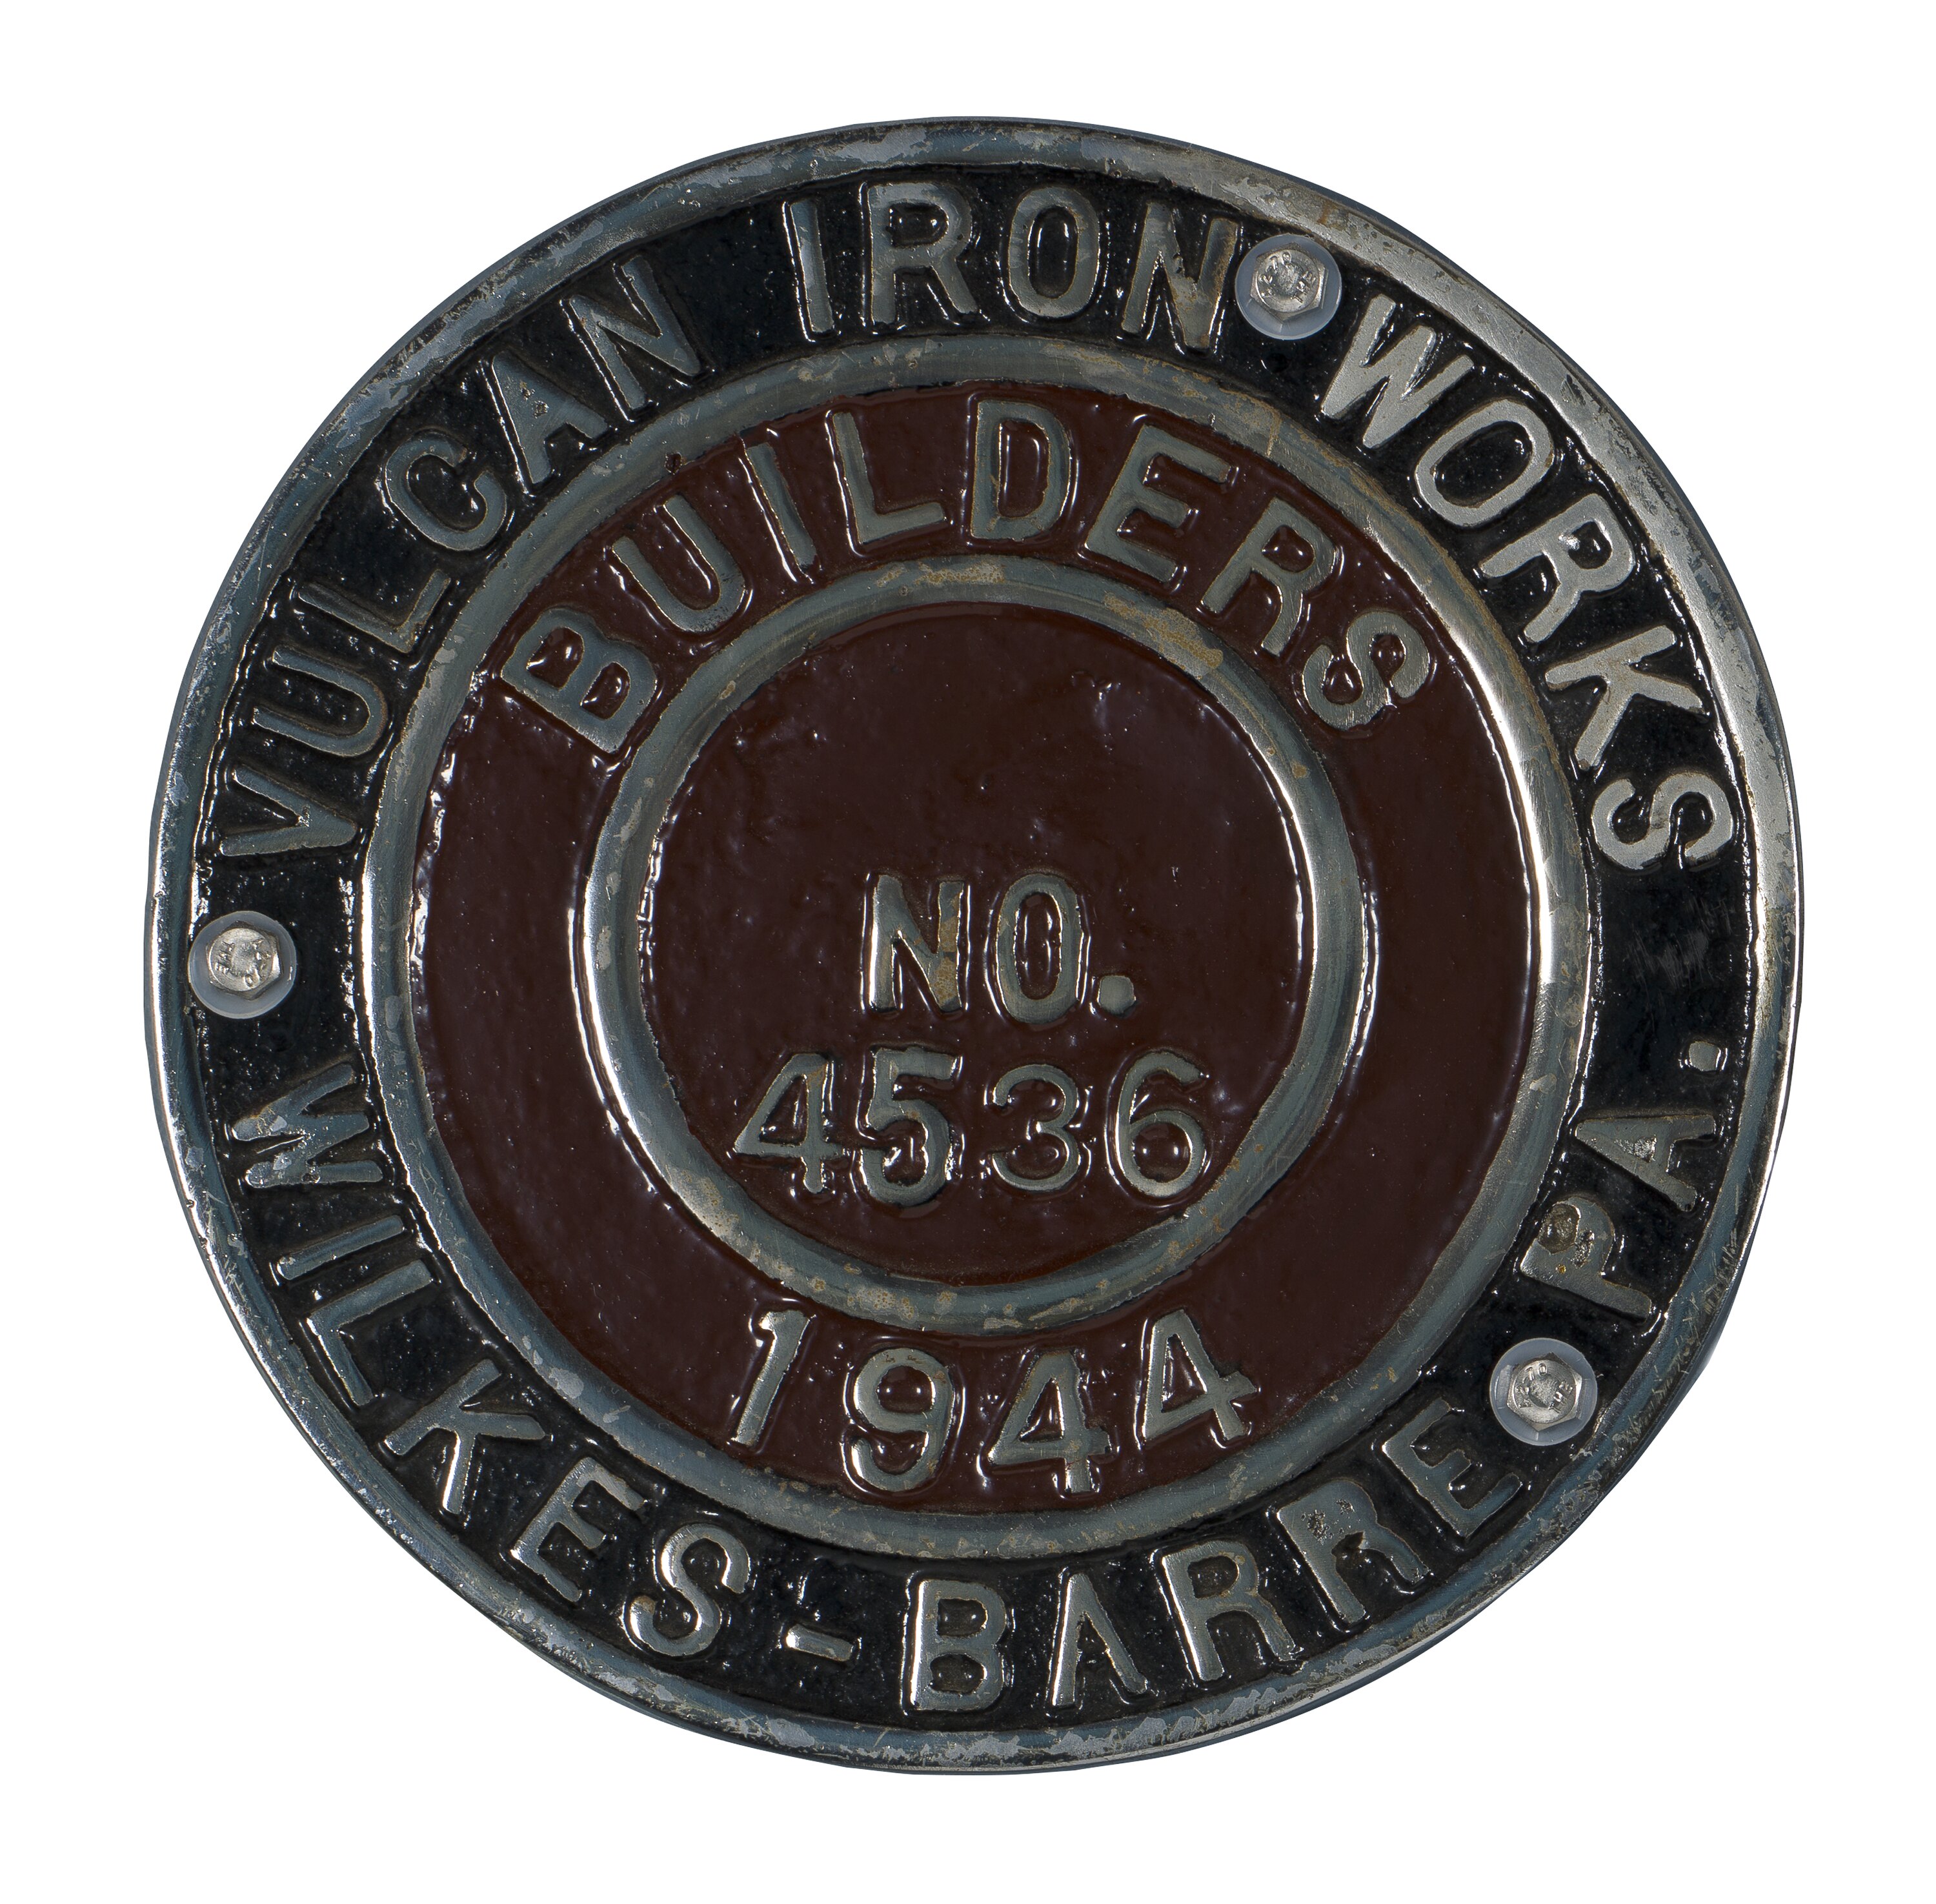 VULCAN IRON WORKS
WILKES-BARRE PA.
BUILDERS
1944
NO.
4536